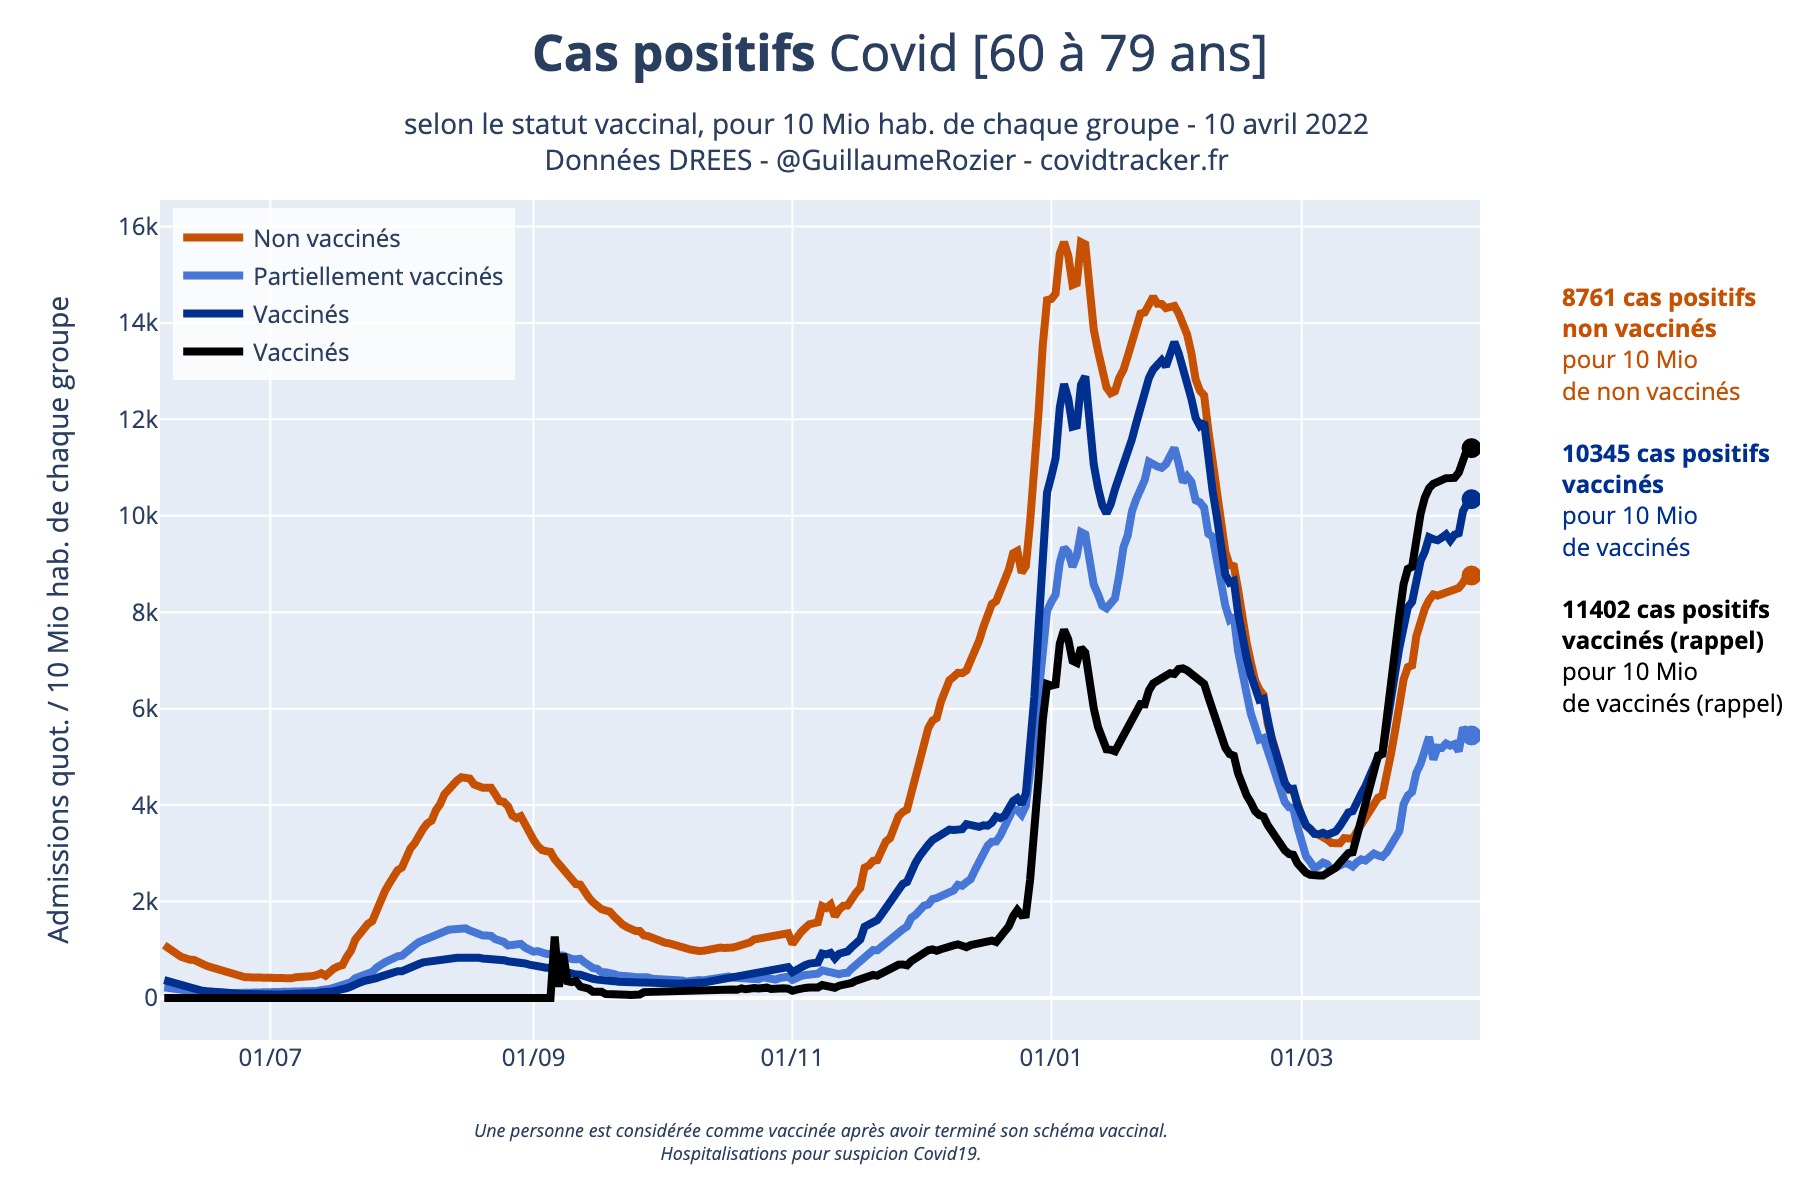 Cas positifs Covid [60 à 79 ans]
selon le statut vaccinal, pour 10 Mio hab. de chaque groupe - 10 avril 2022
Données DREES - @GuillaumeRozier - covidtracker.fr
Admissions quot. / 10 Mio hab. de chaque groupe
16k
14k
12k
10k
8k
6k
4k
2k
0
Non vaccinés
Partiellement vaccinés
Vaccinés
Vaccinés
01/07
01/09
01/11
01/01
01/03
8761 cas positifs
non vaccinés
pour 10 Mio
de non vaccinés
10345 cas positifs
vaccinés
pour 10 Mio
de vaccinés
11402 cas positifs
vaccinés (rappel)
pour 10 Mio
de vaccinés (rappel)
Une personne est considérée comme vaccinée après avoir terminé son schéma vaccinal.
Hospitalisations pour suspicion Covid19.